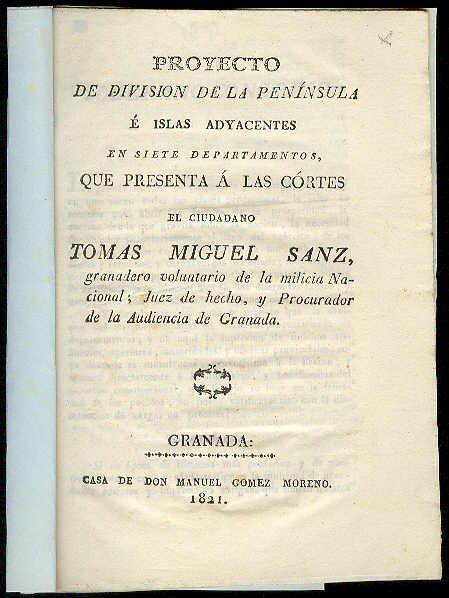 PROYECTO
DE DIVISION DE LA PENÍNSULA
É ISLAS ADYACENTES
EN SIETE DEPARTAMENTOS,
QUE PRESENTA Á LAS CÓRTES
EL CIUDADANO
TOMAS MIGUEL SANZ,
granadero voluntario de la milicia Na-
cional; Juez de hecho, y Procurador
de la Audiencia de Granada.
GRANADA:
CASA DE DON MANUEL GOMEZ MORENO.
1821.